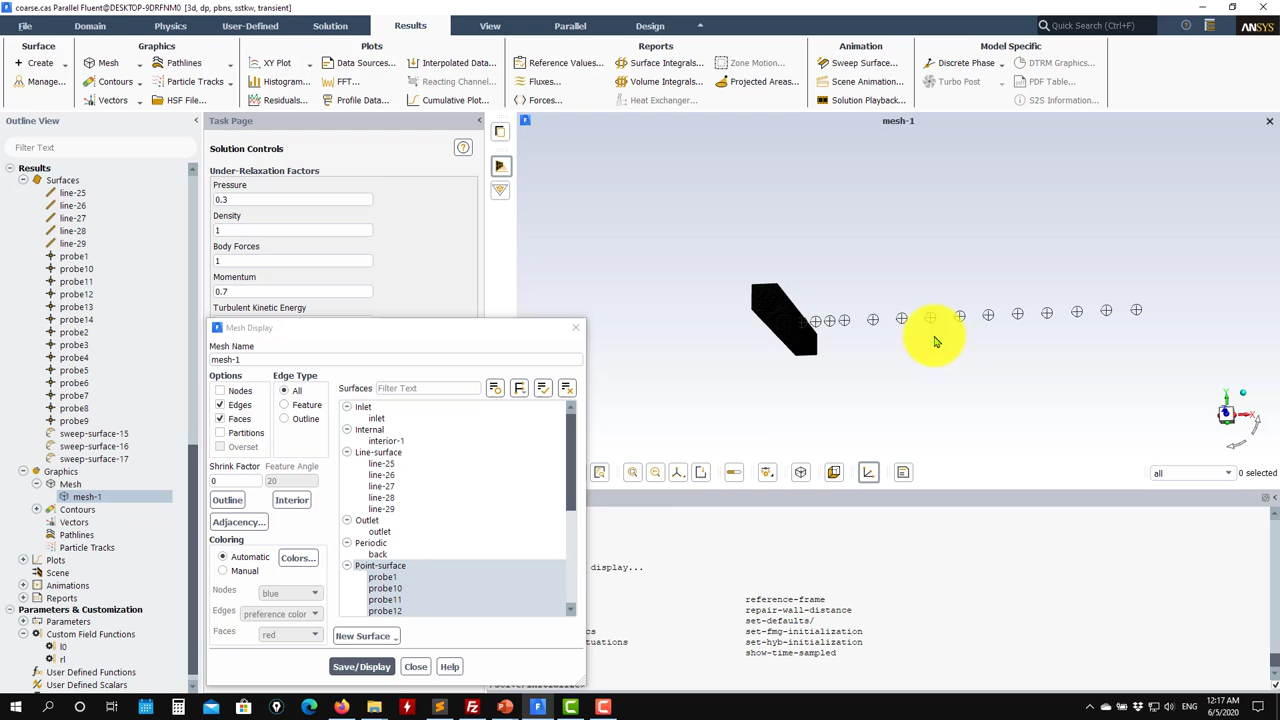 coarse.cas Parallel Fluent@DESKTOP-9DRFNM0 [3d, dp, pbns, sstkw, transient]
File Domain Physics User-Defined Solution Results View Parallel Design Quick Search (Ctrl+F) ANSYS
Surface Graphics Plots Reports Animation Model Specific
Create Mesh Pathlines XY Plot Data Sources... Interpolated Data... Reference Values... Surface Integrals... Zone Motion... Sweep Surface... Discrete Phase DTRM Graphics...
Manage... Contours Particle Tracks Histogram... FFT... Reacting Channel... Fluxes... Volume Integrals... Projected Areas... Scene Animation... Turbo Post PDF Table...
Vectors HSF File... Residuals... Profile Data... Cumulative Plot... Forces... Heat Exchanger... Solution Playback... S2S Information...
Outline View
Filter Text
Results
Surfaces
line-25
line-26
line-27
line-28
line-29
probe1
probe10
probe11
probe12
probe13
probe14
probe2
probe3
probe4
probe5
probe6
probe7
probe8
probe9
sweep-surface-15
sweep-surface-16
sweep-surface-17
Graphics
Mesh
mesh-1
Contours
Vectors
Pathlines
Particle Tracks
Plots
Scene
Animations
Reports
Parameters & Customization
Parameters
Custom Field Functions
l0
rl
User Defined Functions
User Defined Scalars
Task Page
Solution Controls
Under-Relaxation Factors
Pressure
0.3
Density
1
Body Forces
1
Momentum
0.7
Turbulent Kinetic Energy
Mesh Display
Mesh Name
mesh-1
Options
Nodes
Edges
Faces
Partitions
Overset
Edge Type
All
Feature
Outline
Shrink Factor Feature Angle
0 20
Outline Interior
Adjacency...
Coloring
Automatic Colors...
Manual
Nodes blue
Edges preference color
Faces red
Surfaces Filter Text
Inlet
inlet
Internal
interior-1
Line-surface
line-25
line-26
line-27
line-28
line-29
Outlet
outlet
Periodic
back
Point-surface
probe1
probe10
probe11
probe12
New Surface
Save/Display Close Help
mesh-1
Y
X
all 0 selected
display...
reference-frame
repair-wall-distance
set-defaults/
cs set-fmg-initialization
tuations set-hyb-initialization
show-time-sampled
ENG 12:17 AM
6/5/2020